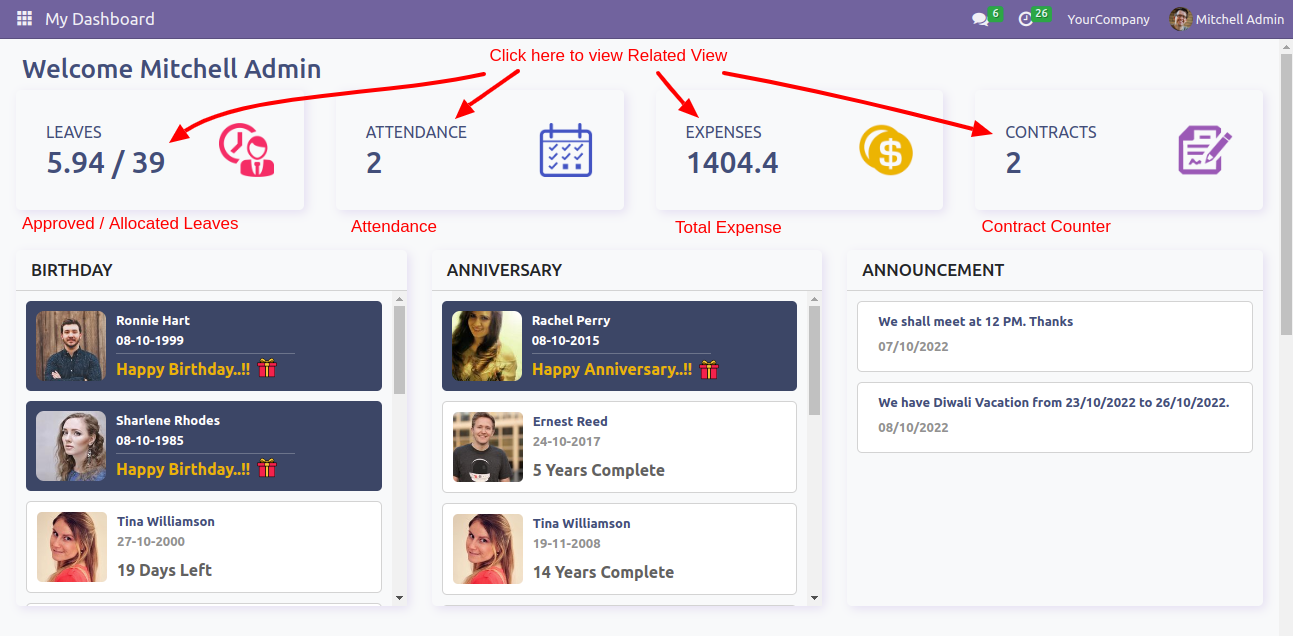 My Dashboard
6
26
YourCompany
Mitchell Admin
Click here to view Related View
Welcome Mitchell Admin
LEAVES
5.94 / 39
ATTENDANCE
2
EXPENSES
1404.4
CONTRACTS
2
Approved / Allocated Leaves
Attendance
Total Expense
Contract Counter
BIRTHDAY
Ronnie Hart
08-10-1999
Happy Birthday..!!
Sharlene Rhodes
08-10-1985
Happy Birthday..!!
Tina Williamson
27-10-2000
19 Days Left
ANNIVERSARY
Rachel Perry
08-10-2015
Happy Anniversary..!!
Ernest Reed
24-10-2017
5 Years Complete
Tina Williamson
19-11-2008
14 Years Complete
ANNOUNCEMENT
We shall meet at 12 PM. Thanks
07/10/2022
We have Diwali Vacation from 23/10/2022 to 26/10/2022.
08/10/2022